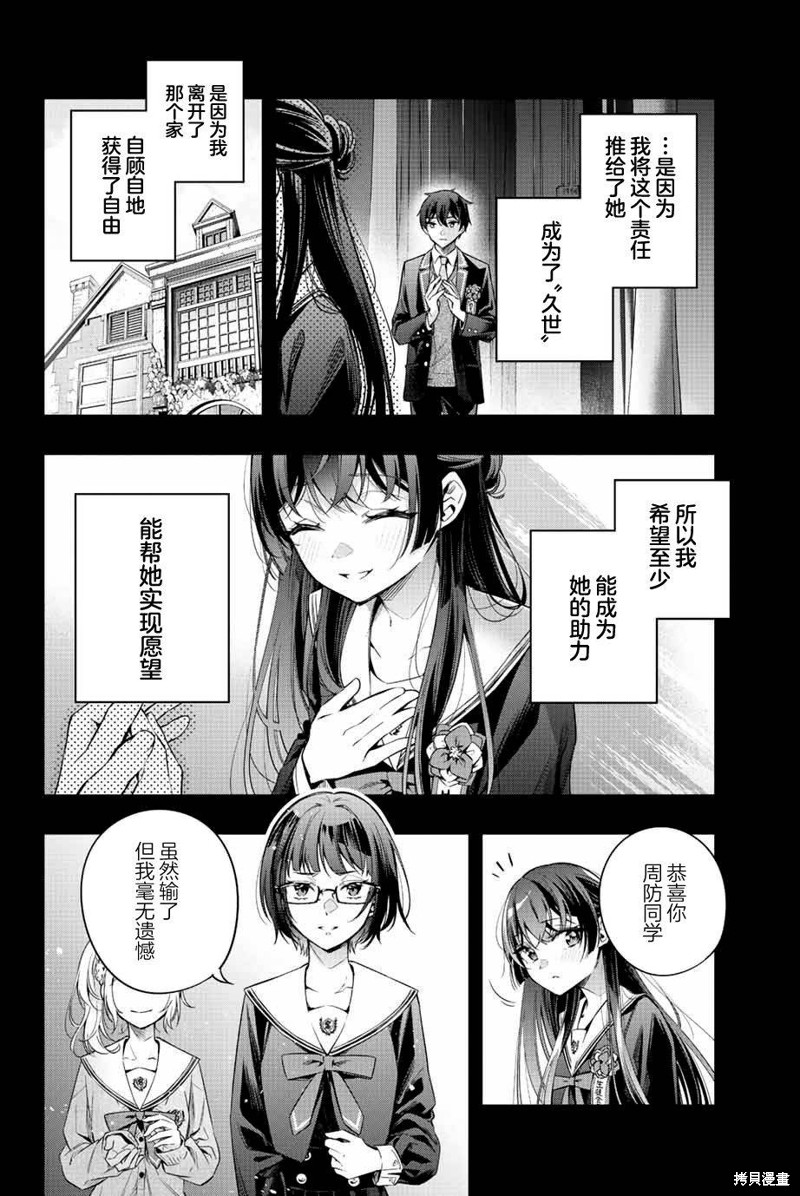 …是因为
我将这个责任
推给了她
成为了“久世”
是因为我
离开了
那个家
自顾自地
获得了自由
所以我
希望至少
能成为
她的助力
能帮她实现愿望
恭喜你
周防同学
虽然输了
但我毫无遗憾
拷贝漫畫